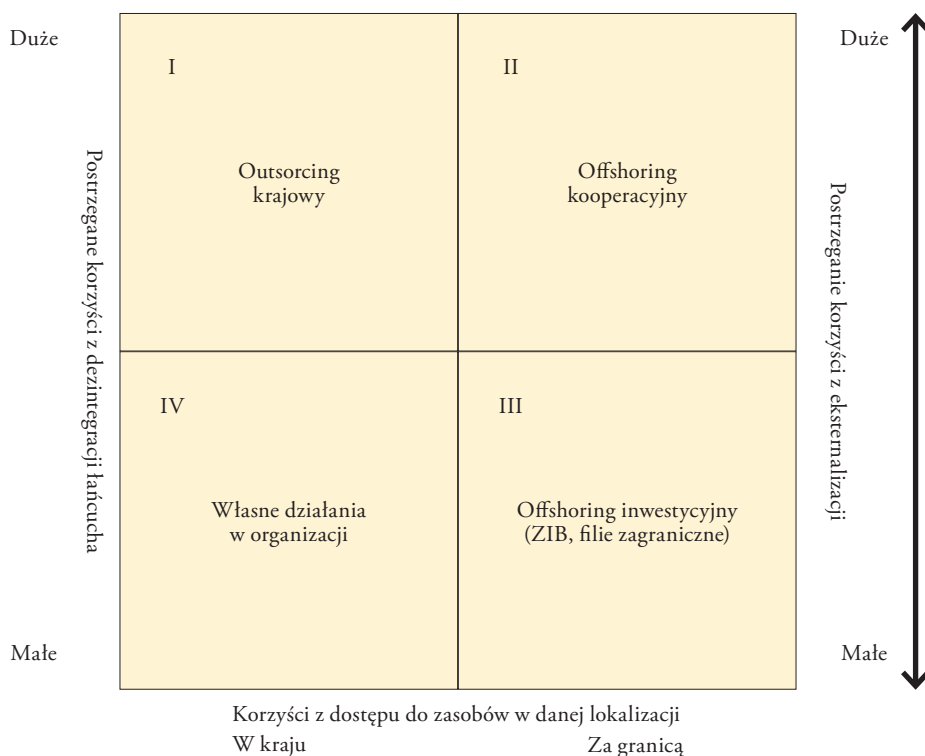 Duże
Duże
I
II
Outsorcing
krajowy
Offshoring
kooperacyjny
Postrzegane korzyści z dezintegracji łańcucha
Postrzeganie korzyści z eksternalizacji
IV
III
Własne działania
w organizacji
Offshoring inwestycyjny
(ZIB, filie zagraniczne)
Małe
Małe
Korzyści z dostępu do zasobów w danej lokalizacji
W kraju
Za granicą